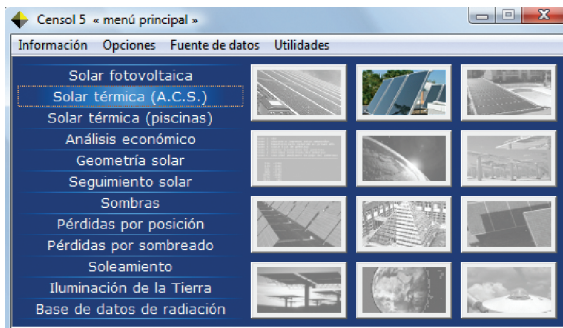 Censol 5 « menú principal »
Información Opciones Fuente de datos Utilidades
Solar fotovoltaica
Solar térmica (A.C.S.)
Solar térmica (piscinas)
Análisis económico
Geometría solar
Seguimiento solar
Sombras
Pérdidas por posición
Pérdidas por sombreado
Soleamiento
Iluminación de la Tierra
Base de datos de radiación